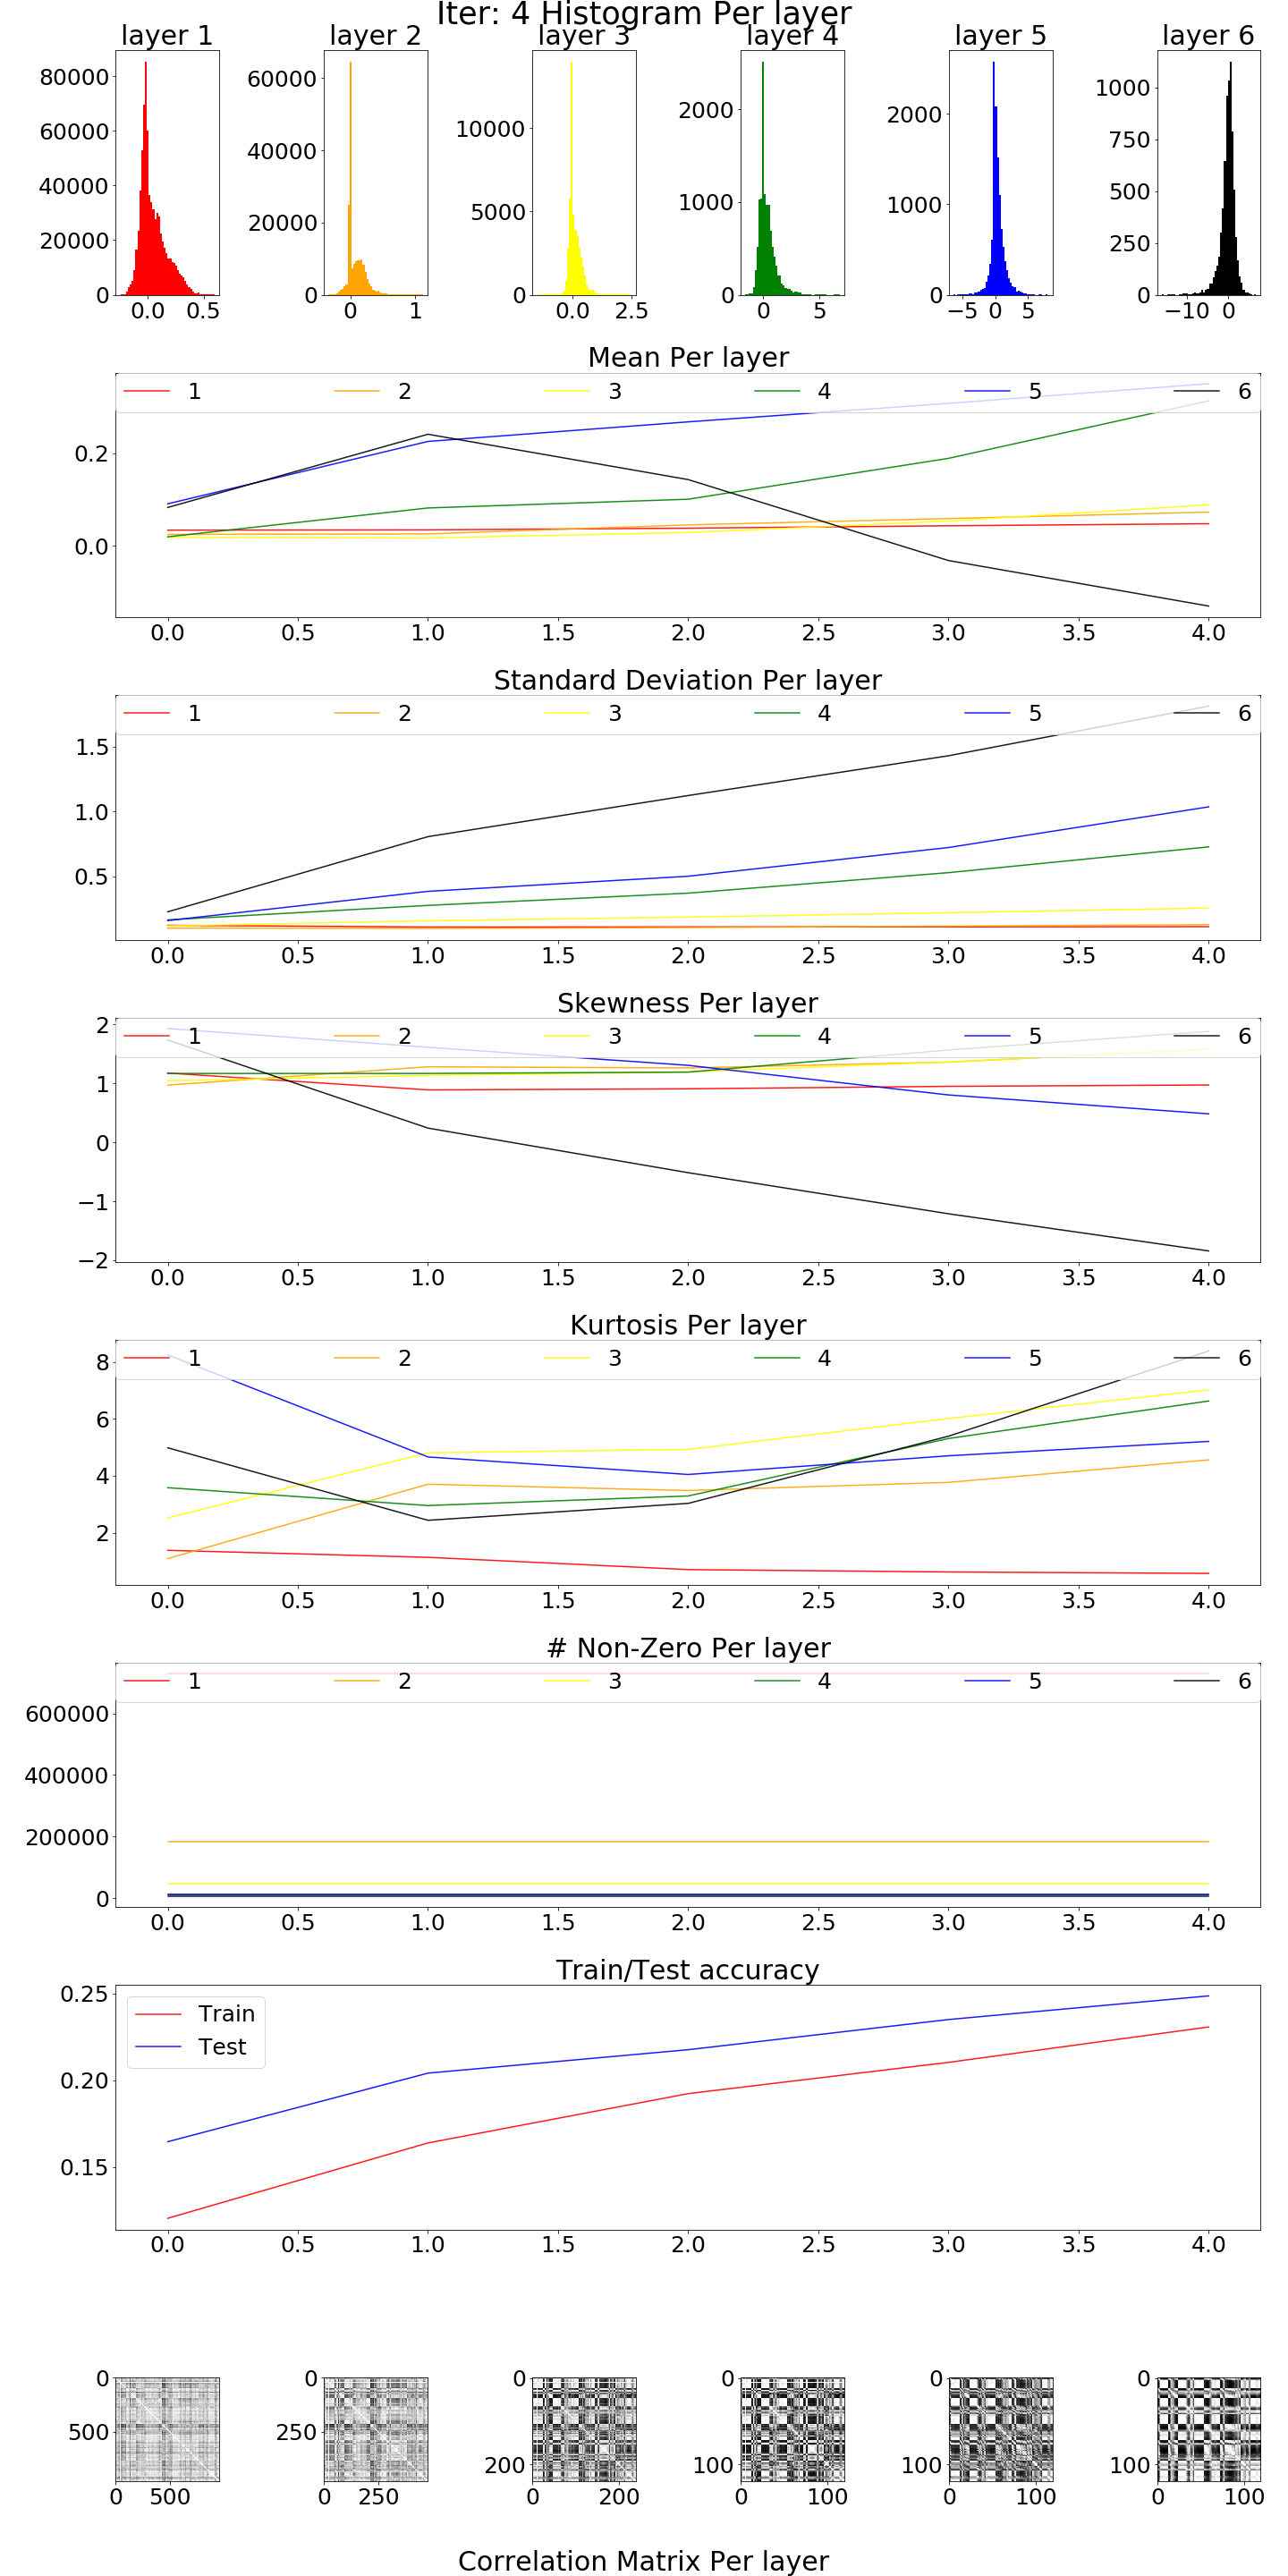 Iter: 4 Histogram Per layer
layer 1 layer 2 layer 3 layer 4 layer 5 layer 6
80000 60000 10000 2000 2000 1000
60000 40000 5000 1000 1000 750
40000 20000 0 0 0 500
20000 0 250
0 0
0.0 0.5 0 1 0.0 2.5 0 5 −5 0 5 −10 0
Mean Per layer
1 2 3 4 5 6
0.2
0.0
0.0 0.5 1.0 1.5 2.0 2.5 3.0 3.5 4.0
Standard Deviation Per layer
1 2 3 4 5 6
1.5
1.0
0.5
0.0 0.5 1.0 1.5 2.0 2.5 3.0 3.5 4.0
Skewness Per layer
2
1 2 3 4 5 6
1
0
−1
−2
0.0 0.5 1.0 1.5 2.0 2.5 3.0 3.5 4.0
Kurtosis Per layer
1 2 3 4 5 6
8
6
4
2
0.0 0.5 1.0 1.5 2.0 2.5 3.0 3.5 4.0
# Non-Zero Per layer
1 2 3 4 5 6
600000
400000
200000
0
0.0 0.5 1.0 1.5 2.0 2.5 3.0 3.5 4.0
Train/Test accuracy
0.25
Train
Test
0.20
0.15
0.0 0.5 1.0 1.5 2.0 2.5 3.0 3.5 4.0
0 0 0 0 0 0
500 250 200 100 100 100
0 500 0 250 0 200 0 100 0 100 0 100
Correlation Matrix Per layer